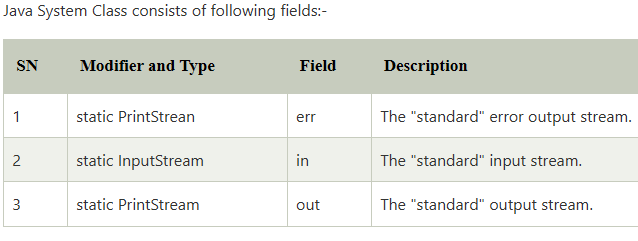 Java System Class consists of following fields:-
SN Modifier and Type Field Description
1 static PrintStrean err The "standard" error output stream.
2 static InputStream in The "standard" input stream.
3 static PrintStream out The "standard" output stream.